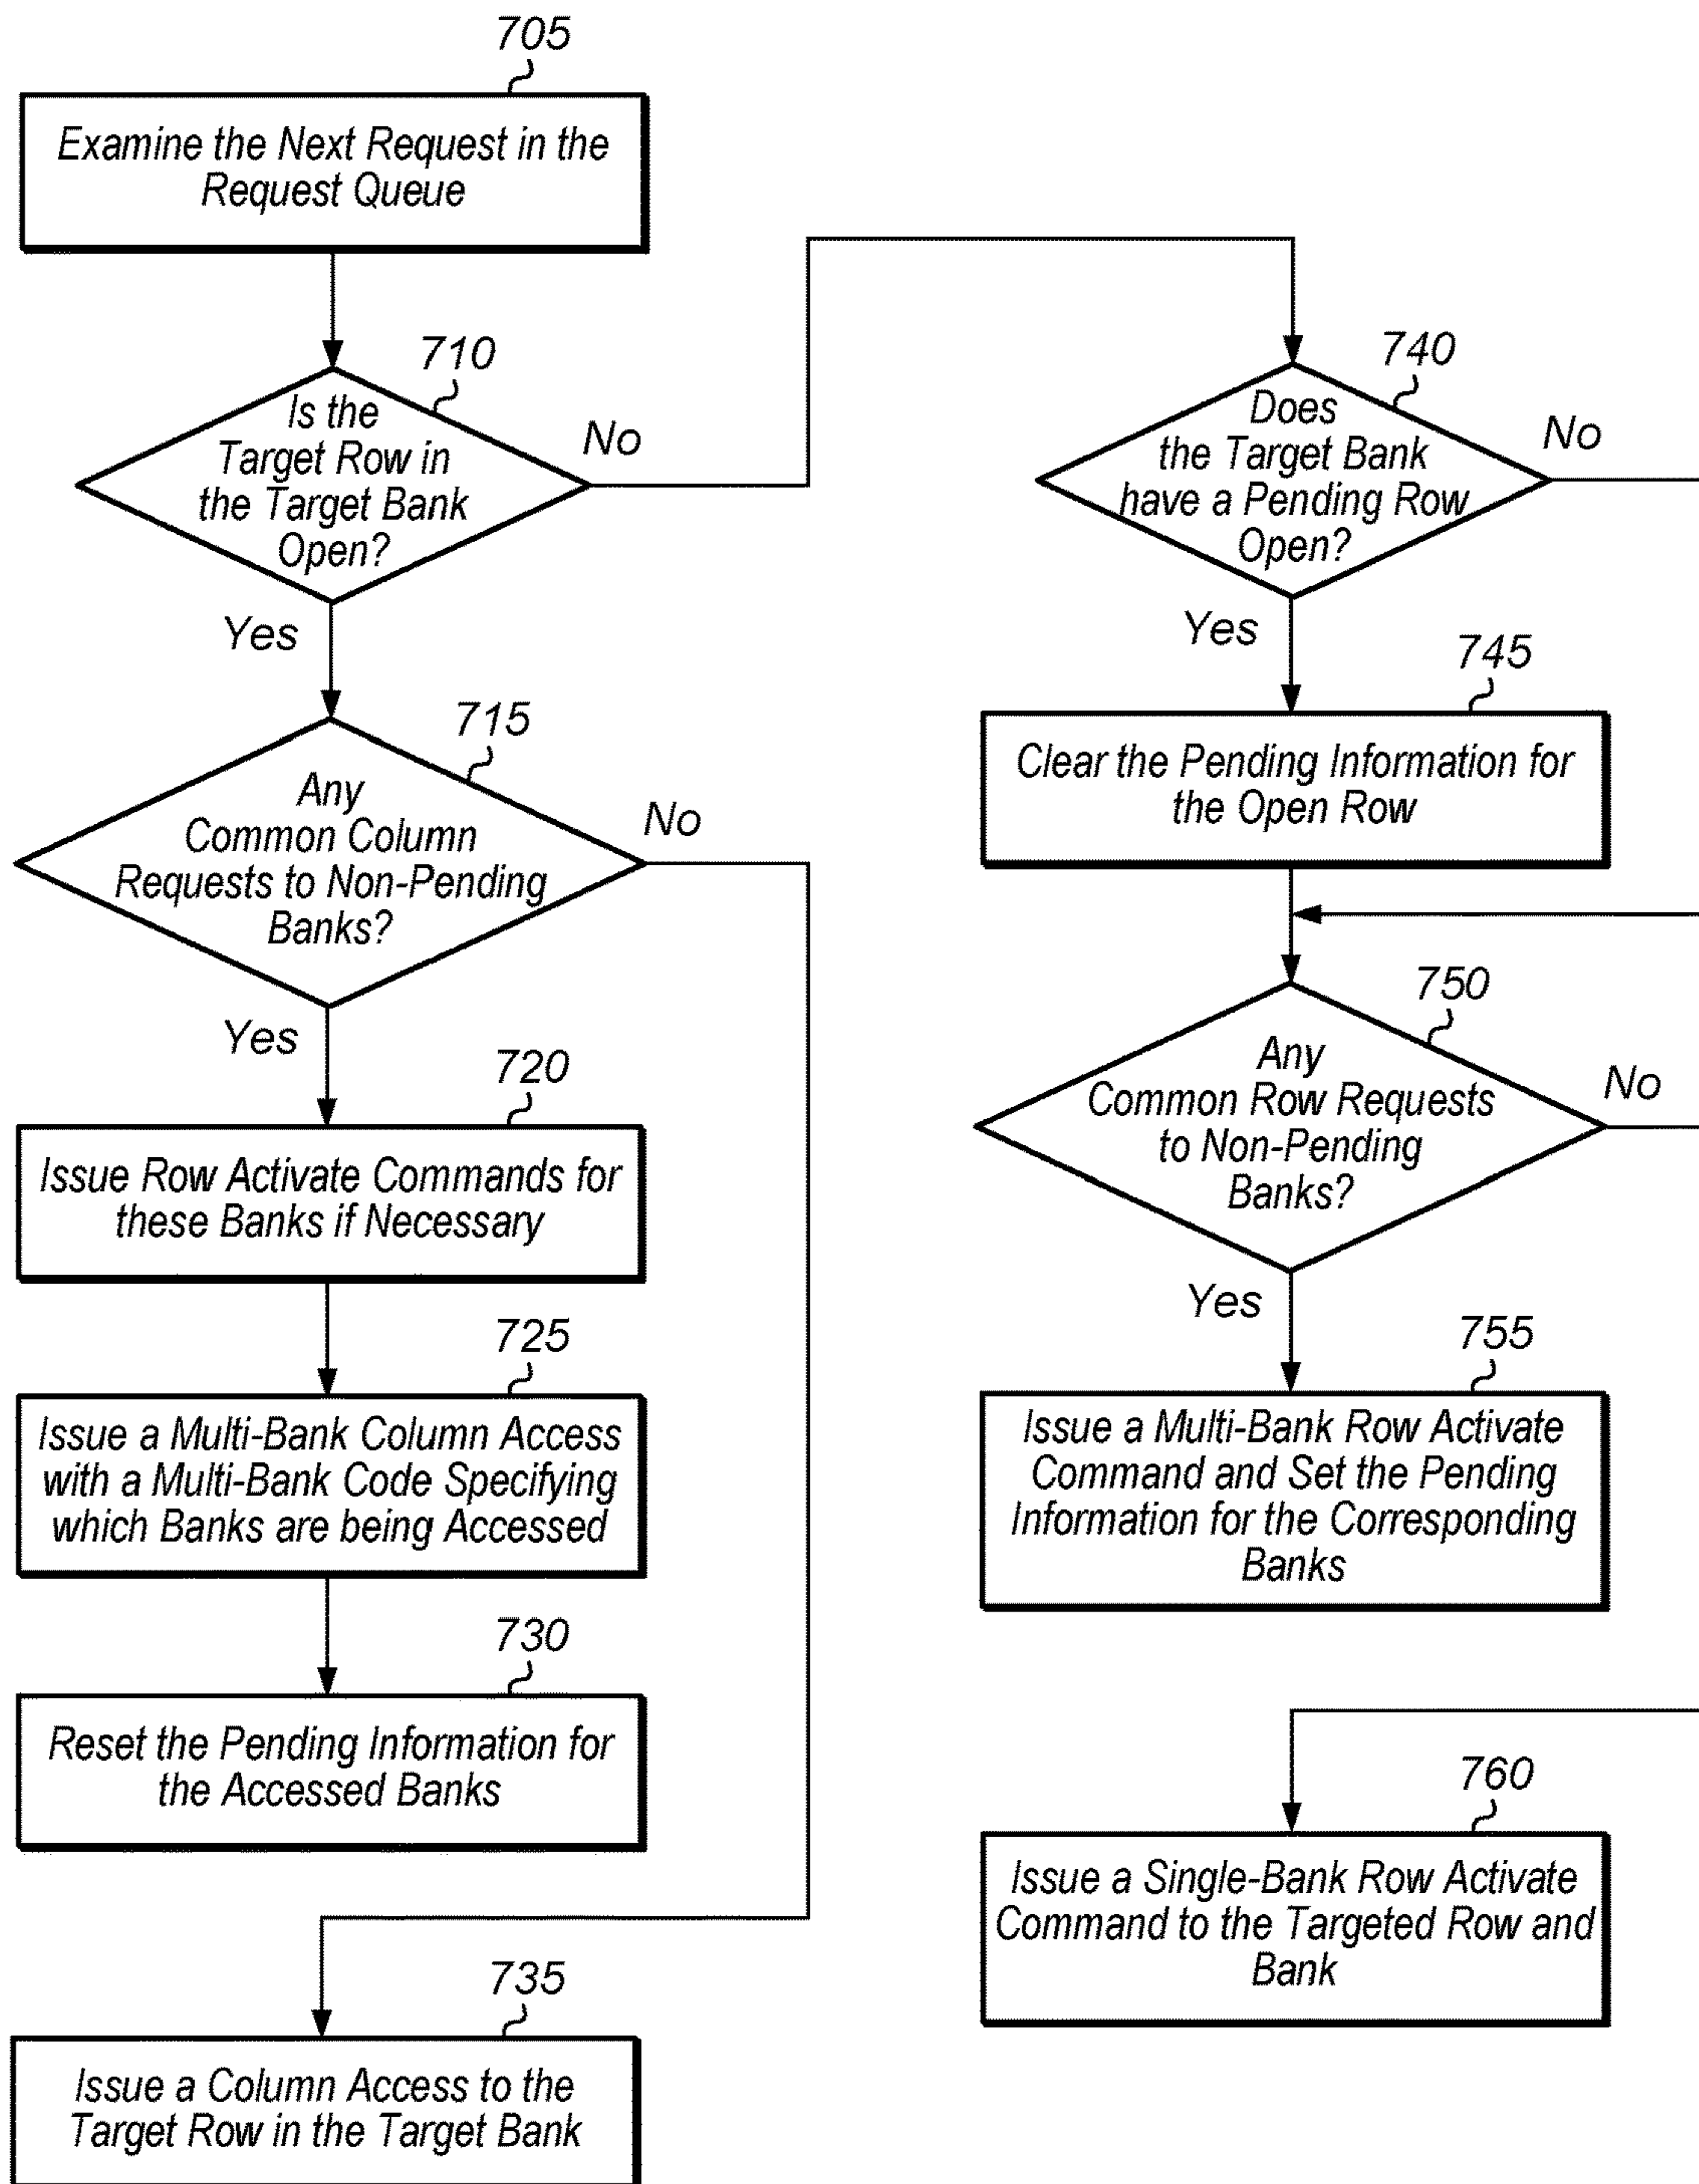 705
Examine the Next Request in the
Request Queue
710
Is the
Target Row in
the Target Bank
Open?
No
Yes
715
Any
Common Column
Requests to Non-Pending
Banks?
No
Yes
720
Issue Row Activate Commands for
these Banks if Necessary
725
Issue a Multi-Bank Column Access
with a Multi-Bank Code Specifying
which Banks are being Accessed
730
Reset the Pending Information for
the Accessed Banks
735
Issue a Column Access to the
Target Row in the Target Bank
740
Does
the Target Bank
have a Pending Row
Open?
No
Yes
745
Clear the Pending Information for
the Open Row
750
Any
Common Row Requests
to Non-Pending
Banks?
No
Yes
755
Issue a Multi-Bank Row Activate
Command and Set the Pending
Information for the Corresponding
Banks
760
Issue a Single-Bank Row Activate
Command to the Targeted Row and
Bank